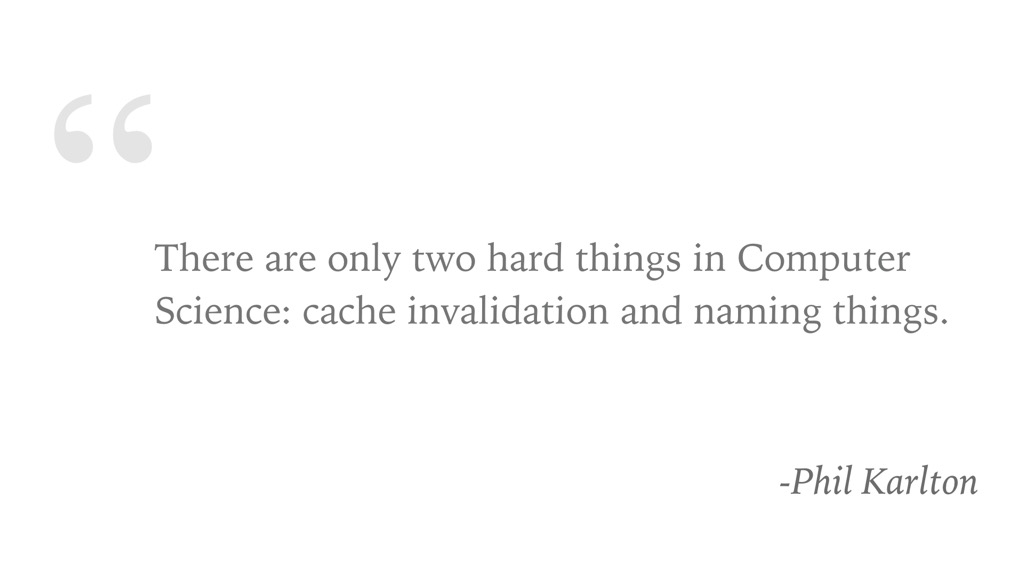 “
There are only two hard things in Computer
Science: cache invalidation and naming things.
-Phil Karlton